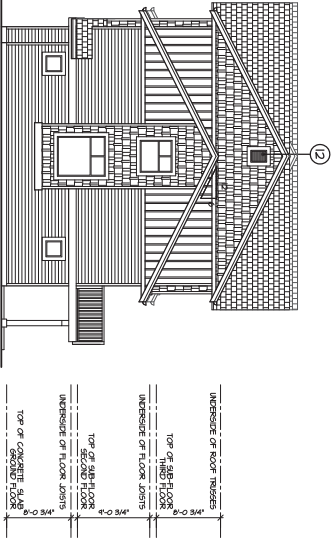 12
UNDERSIDE OF ROOF TRUSSES
8'-0 3/4"
TOP OF SUB-FLOOR
THIRD FLOOR
UNDERSIDE OF FLOOR JOISTS
9'-0 3/4"
TOP OF SUB-FLOOR
SECOND FLOOR
UNDERSIDE OF FLOOR JOISTS
8'-0 3/4"
TOP OF CONCRETE SLAB
GROUND FLOOR